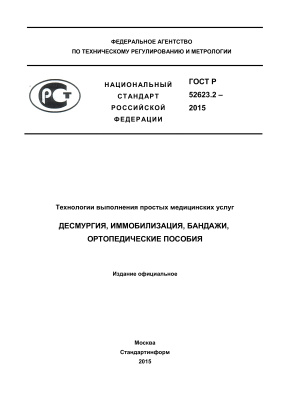 ФЕДЕРАЛЬНОЕ АГЕНТСТВО
ПО ТЕХНИЧЕСКОМУ РЕГУЛИРОВАНИЮ И МЕТРОЛОГИИ
НАЦИОНАЛЬНЫЙ
СТАНДАРТ
РОССИЙСКОЙ
ФЕДЕРАЦИИ
ГОСТ Р
52623.2 –
2015
Технологии выполнения простых медицинских услуг
ДЕСМУРГИЯ, ИММОБИЛИЗАЦИЯ, БАНДАЖИ,
ОРТОПЕДИЧЕСКИЕ ПОСОБИЯ
Издание официальное
Москва
Стандартинформ
2015